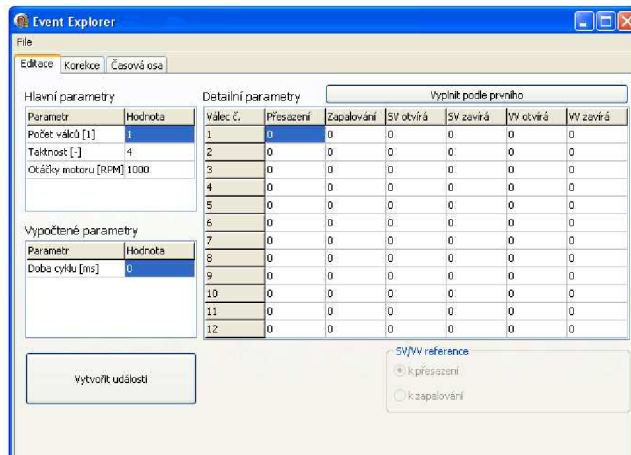 Event Explorer
File
Editace Korekce Časová osa
Hlavní parametry
Parametr Hodnota
Počet válců [1] 1
Taktnost [-] 4
Otáčky motoru [RPM] 1000
Vypočtené parametry
Parametr Hodnota
Doba cyklu [ms] 0
Vytvořit události
Detailní parametry Vyplnit podle prvního
Válec č. Přesazení Zapalování SV otvírá SV zavírá VV otvírá VV zavírá
1 0 0 0 0 0 0
2 0 0 0 0 0 0
3 0 0 0 0 0 0
4 0 0 0 0 0 0
5 0 0 0 0 0 0
6 0 0 0 0 0 0
7 0 0 0 0 0 0
8 0 0 0 0 0 0
9 0 0 0 0 0 0
10 0 0 0 0 0 0
11 0 0 0 0 0 0
12 0 0 0 0 0 0
SV/VV reference
k přesazení
k zapalování